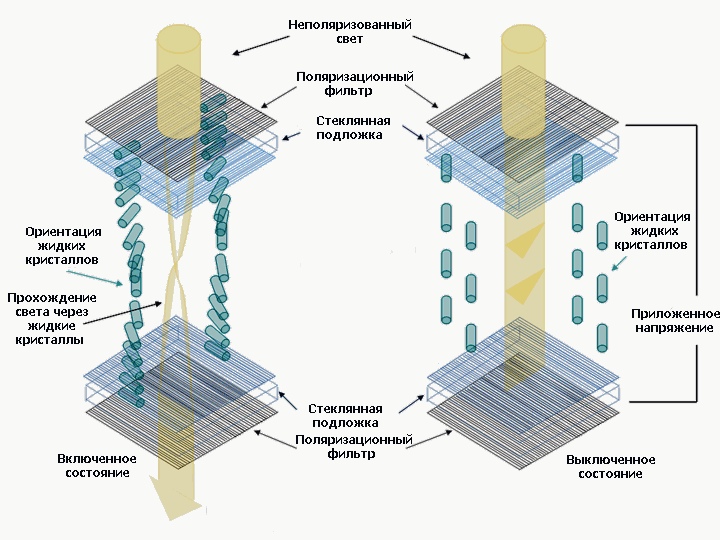 Неполяризованный
свет
Поляризационный
фильтр
Стеклянная
подложка
Ориентация
жидких
кристаллов
Прохождение
света через
жидкие
кристаллы
Ориентация
жидких
кристаллов
Приложенное
напряжение
Стеклянная
подложка
Поляризационный
фильтр
Включенное
состояние
Выключенное
состояние